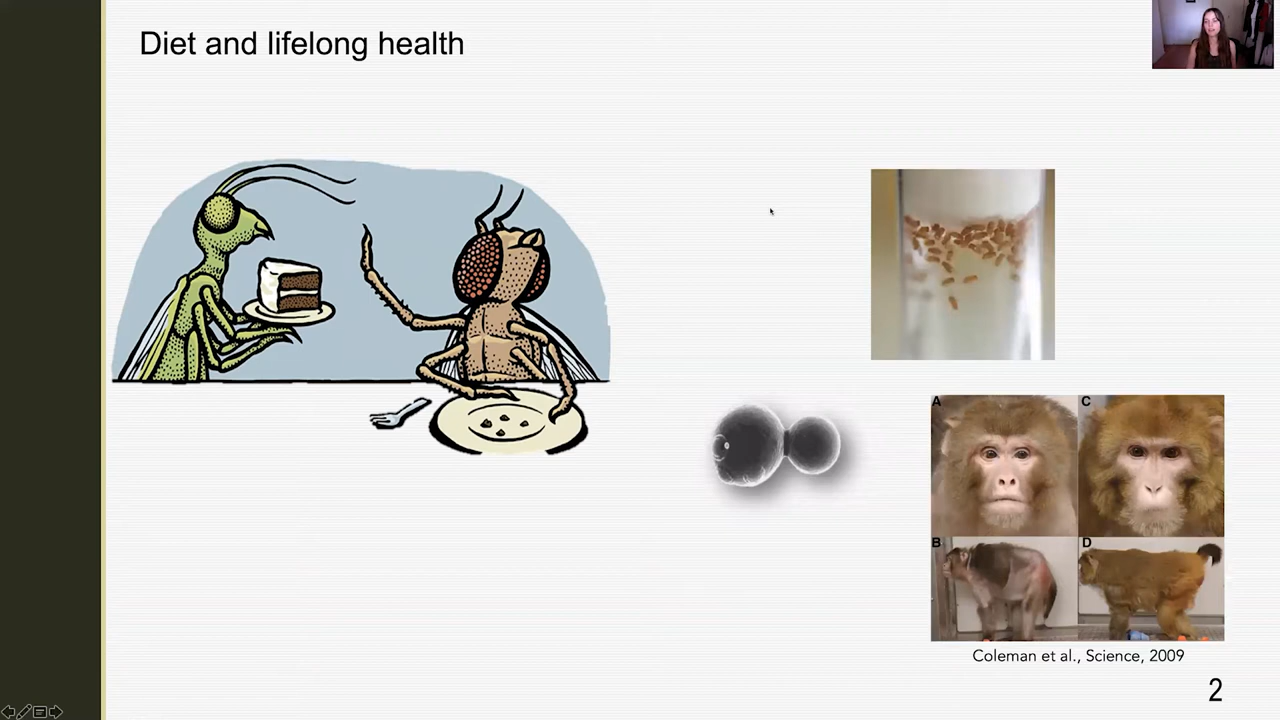 Diet and lifelong health
A
C
B
D
Coleman et al., Science, 2009
2